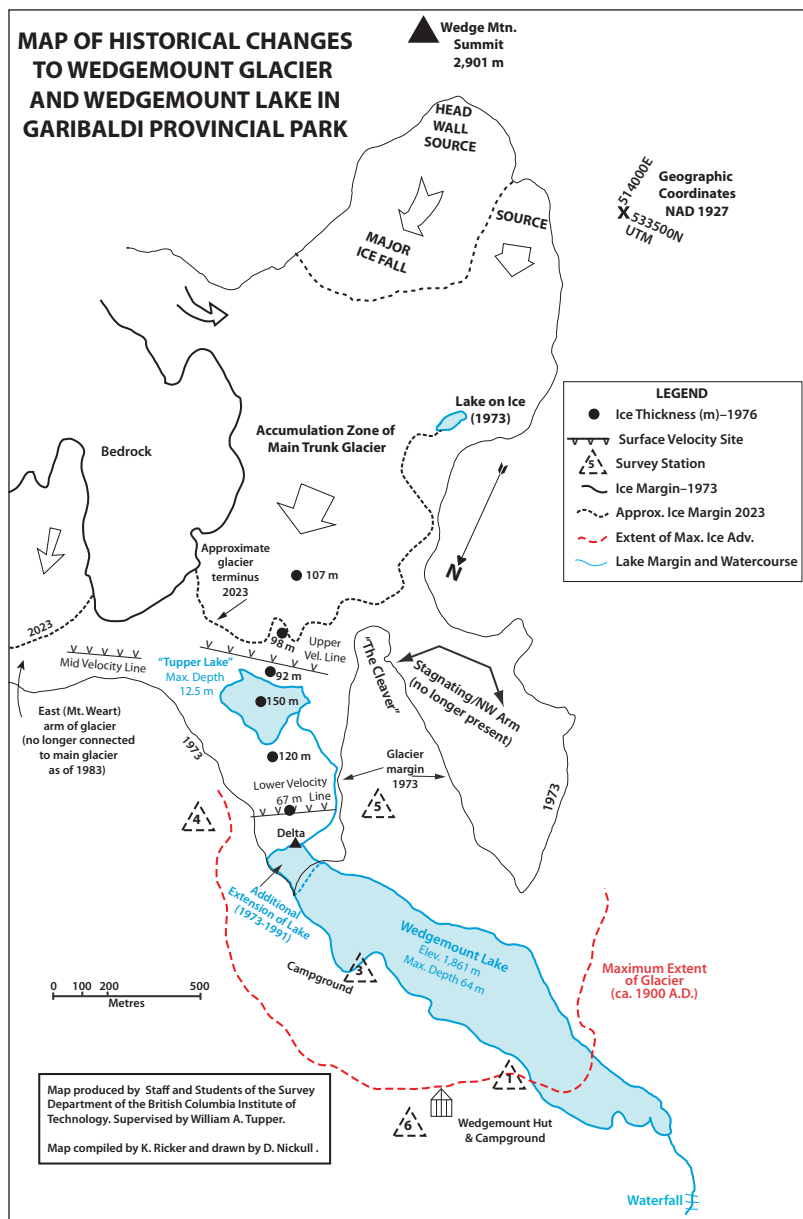 MAP OF HISTORICAL CHANGES
TO WEDGEMOUNT GLACIER
AND WEDGEMOUNT LAKE IN
GARIBALDI PROVINCIAL PARK
Wedge Mtn.
Summit
2,901 m
HEAD
WALL
SOURCE
SOURCE
MAJOR
ICE FALL
514000E
X
533500N
UTM
Geographic
Coordinates
NAD 1927
Lake on Ice
(1973)
Accumulation Zone of
Main Trunk Glacier
Bedrock
LEGEND
Ice Thickness (m)–1976
Surface Velocity Site
5
Survey Station
Ice Margin–1973
Approx. Ice Margin 2023
Extent of Max. Ice Adv.
Lake Margin and Watercourse
N
Approximate
glacier
terminus
2023
107 m
2023
98 m
Upper
Vel. Line
Mid Velocity Line
"Tupper Lake"
Max. Depth
12.5 m
92 m
150 m
120 m
"The Cleaver"
Stagnating/NW Arm
(no longer present)
East (Mt. Weart)
arm of glacier
(no longer connected
to main glacier
as of 1983)
1973
Glacier
margin
1973
1973
Lower Velocity
67 m Line
4
5
Delta
Additional
Extension of Lake
(1973-1991)
Wedgemount Lake
Elev. 1,861 m
Max. Depth 64 m
3
Campground
Maximum Extent
of Glacier
(ca. 1900 A.D.)
0 100 200 500
Metres
1
6
Wedgemount Hut
& Campground
Map produced by Staff and Students of the Survey
Department of the British Columbia Institute of
Technology. Supervised by William A. Tupper.
Map compiled by K. Ricker and drawn by D. Nickull .
Waterfall